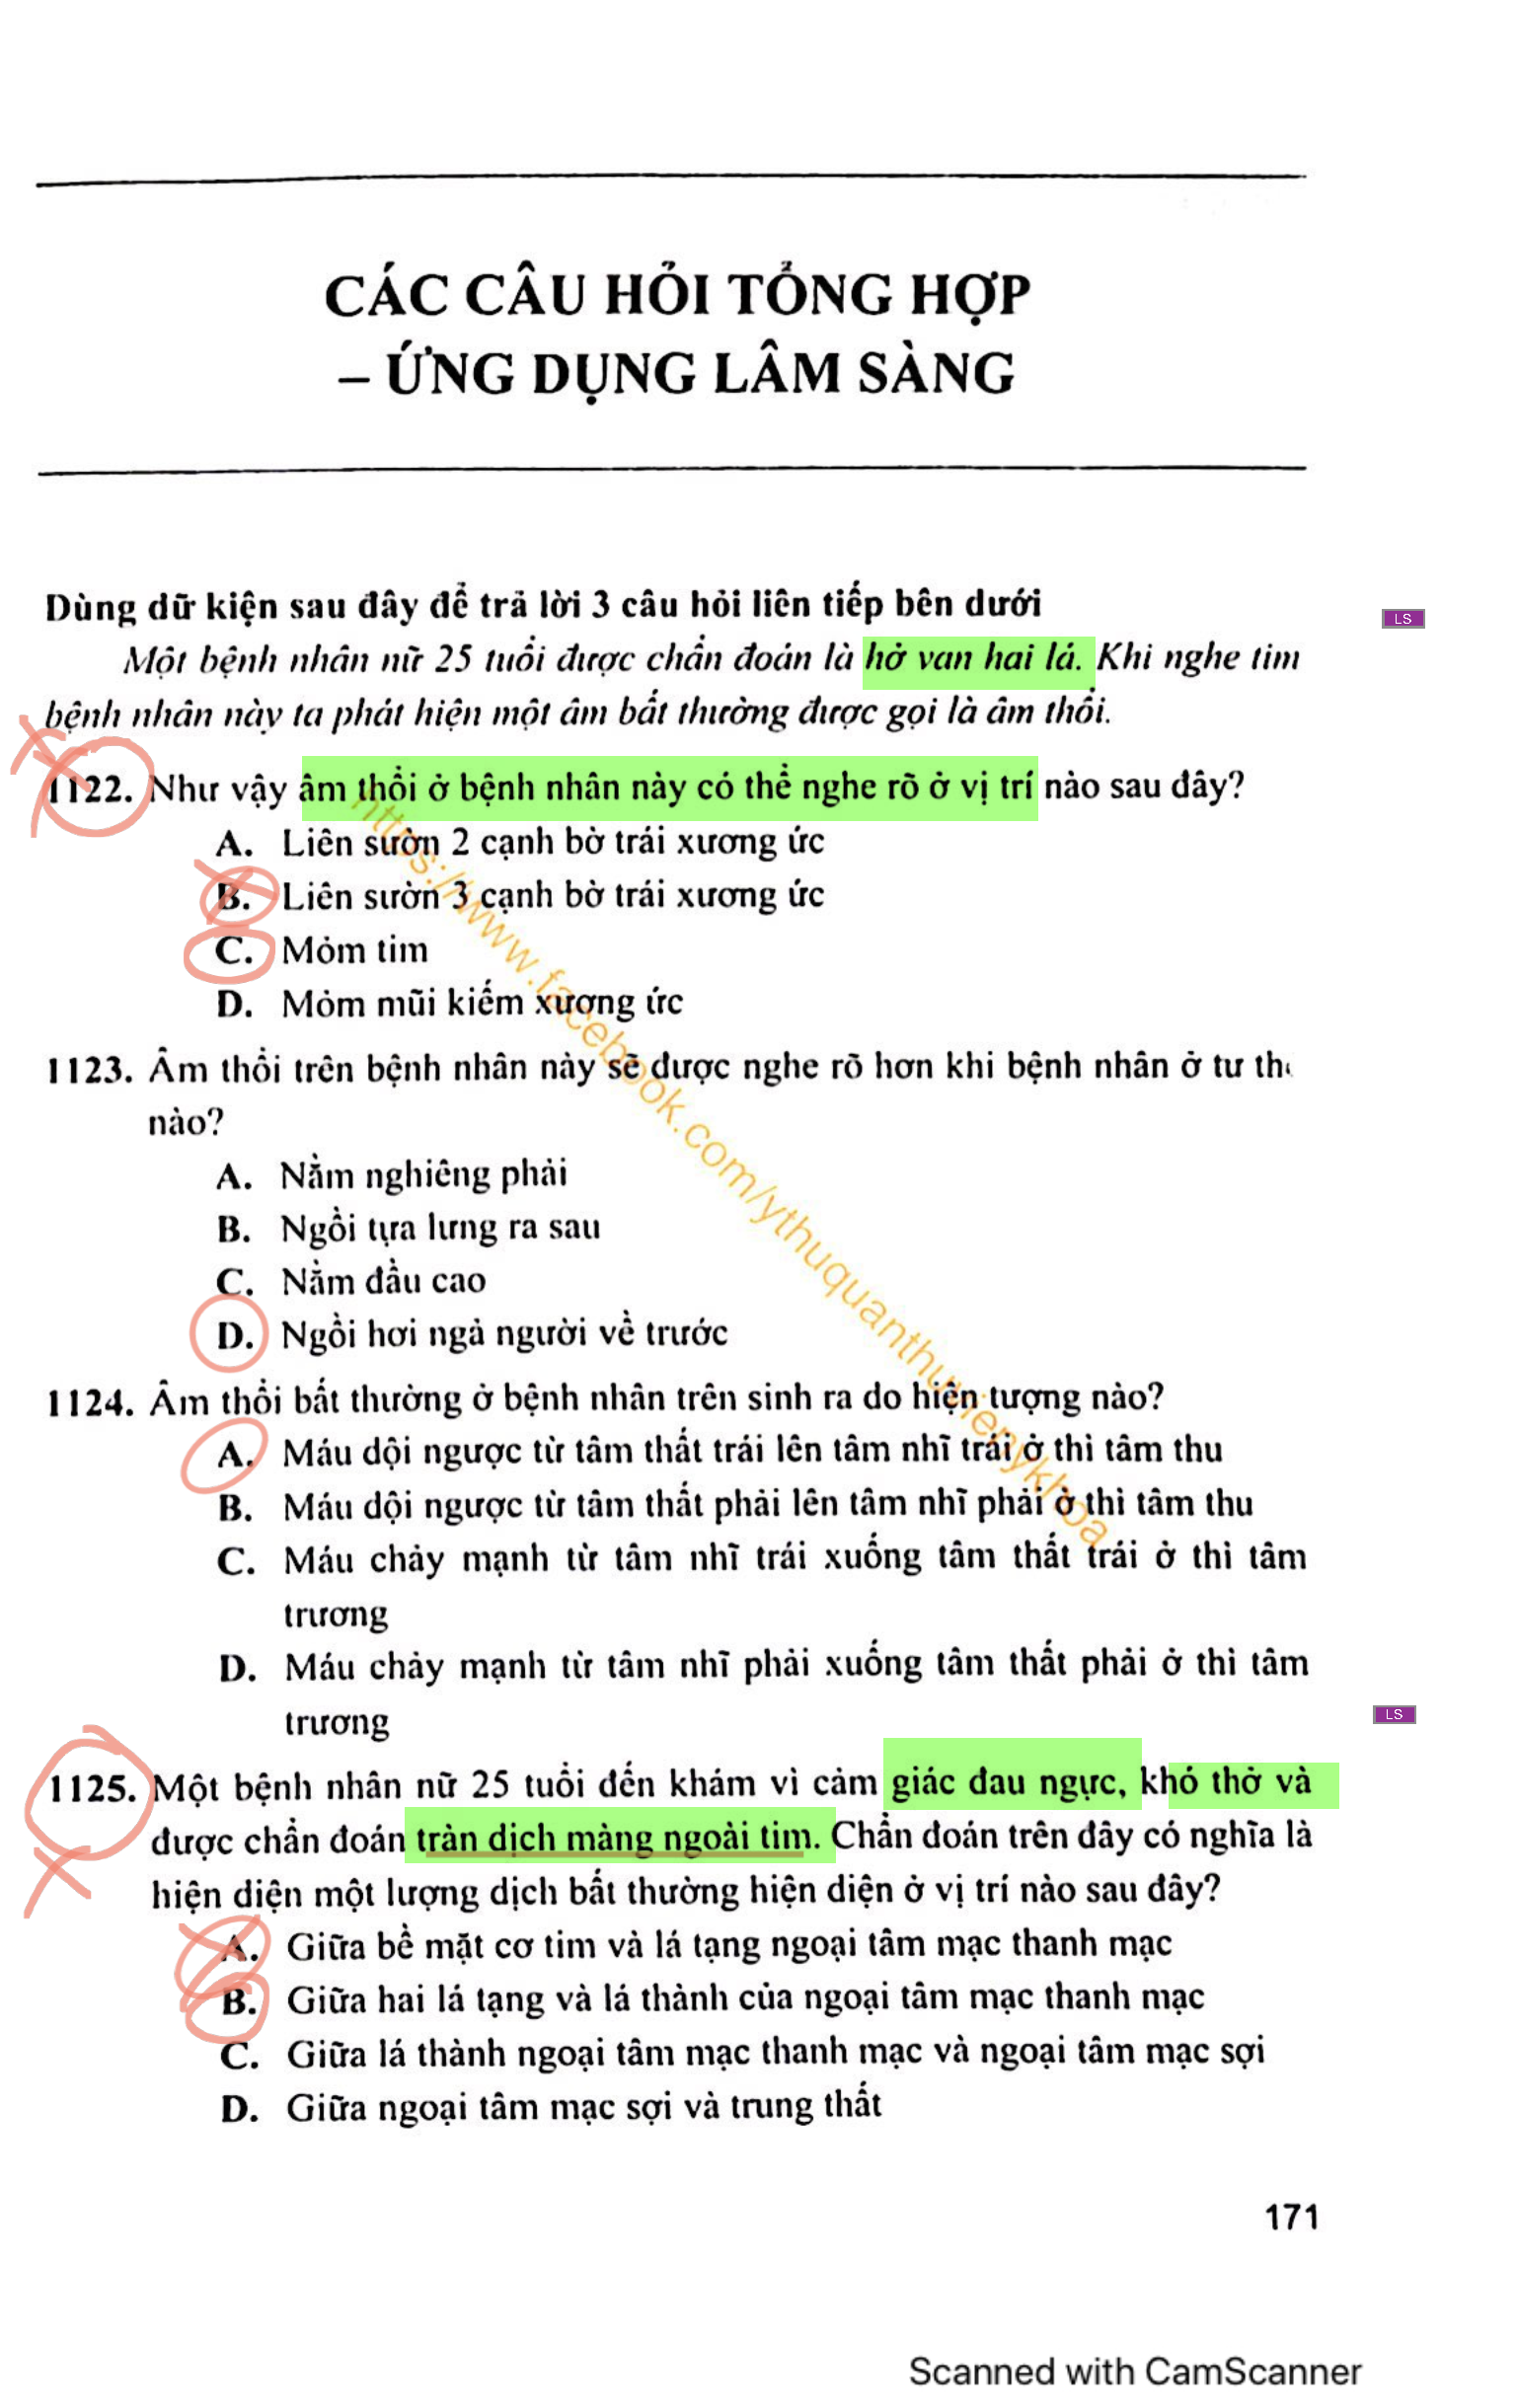 CÁC CÂU HỎI TỔNG HỢP
– ỨNG DỤNG LÂM SÀNG
Dùng dữ kiện sau đây để trả lời 3 câu hỏi liên tiếp bên dưới
LS
Một bệnh nhân nữ 25 tuổi được chẩn đoán là hở van hai lá. Khi nghe tim
bệnh nhân này ta phát hiện một âm bất thường được gọi là âm thổi.
1122. Như vậy âm thổi ở bệnh nhân này có thể nghe rõ ở vị trí nào sau đây?
A. Liên sườn 2 cạnh bờ trái xương ức
B. Liên sườn 3 cạnh bờ trái xương ức
C. Mỏm tim
D. Mỏm mũi kiếm xương ức
1123. Âm thổi trên bệnh nhân này sẽ được nghe rõ hơn khi bệnh nhân ở tư
nào?
A. Nằm nghiêng phải
B. Ngồi tựa lưng ra sau
C. Nằm đầu cao
D. Ngồi hơi ngả người về trước
1124. Âm thổi bất thường ở bệnh nhân trên sinh ra do hiện tượng nào?
A. Máu dội ngược từ tâm thất trái lên tâm nhĩ trái ở thì tâm thu
B. Máu dội ngược từ tâm thất phải lên tâm nhĩ phải ở thì tâm thu
C. Máu chảy mạnh từ tâm nhĩ trái xuống tâm thất trái ở thì tâm
trương
D. Máu chảy mạnh từ tâm nhĩ phải xuống tâm thất phải ở thì tâm
trương
LS
1125. Một bệnh nhân nữ 25 tuổi đến khám vì cảm giác đau ngực, khó thở và
được chẩn đoán tràn dịch màng ngoài tim. Chẩn đoán trên đây có nghĩa là
hiện diện một lượng dịch bất thường hiện diện ở vị trí nào sau đây?
A. Giữa bề mặt cơ tim và lá tạng ngoại tâm mạc thanh mạc
B. Giữa hai lá tạng và lá thành của ngoại tâm mạc thanh mạc
C. Giữa lá thành ngoại tâm mạc thanh mạc và ngoại tâm mạc sợi
D. Giữa ngoại tâm mạc sợi và trung thất
https://www.facebook.com/ythuquanthuvienykhoa
171
Scanned with CamScanner